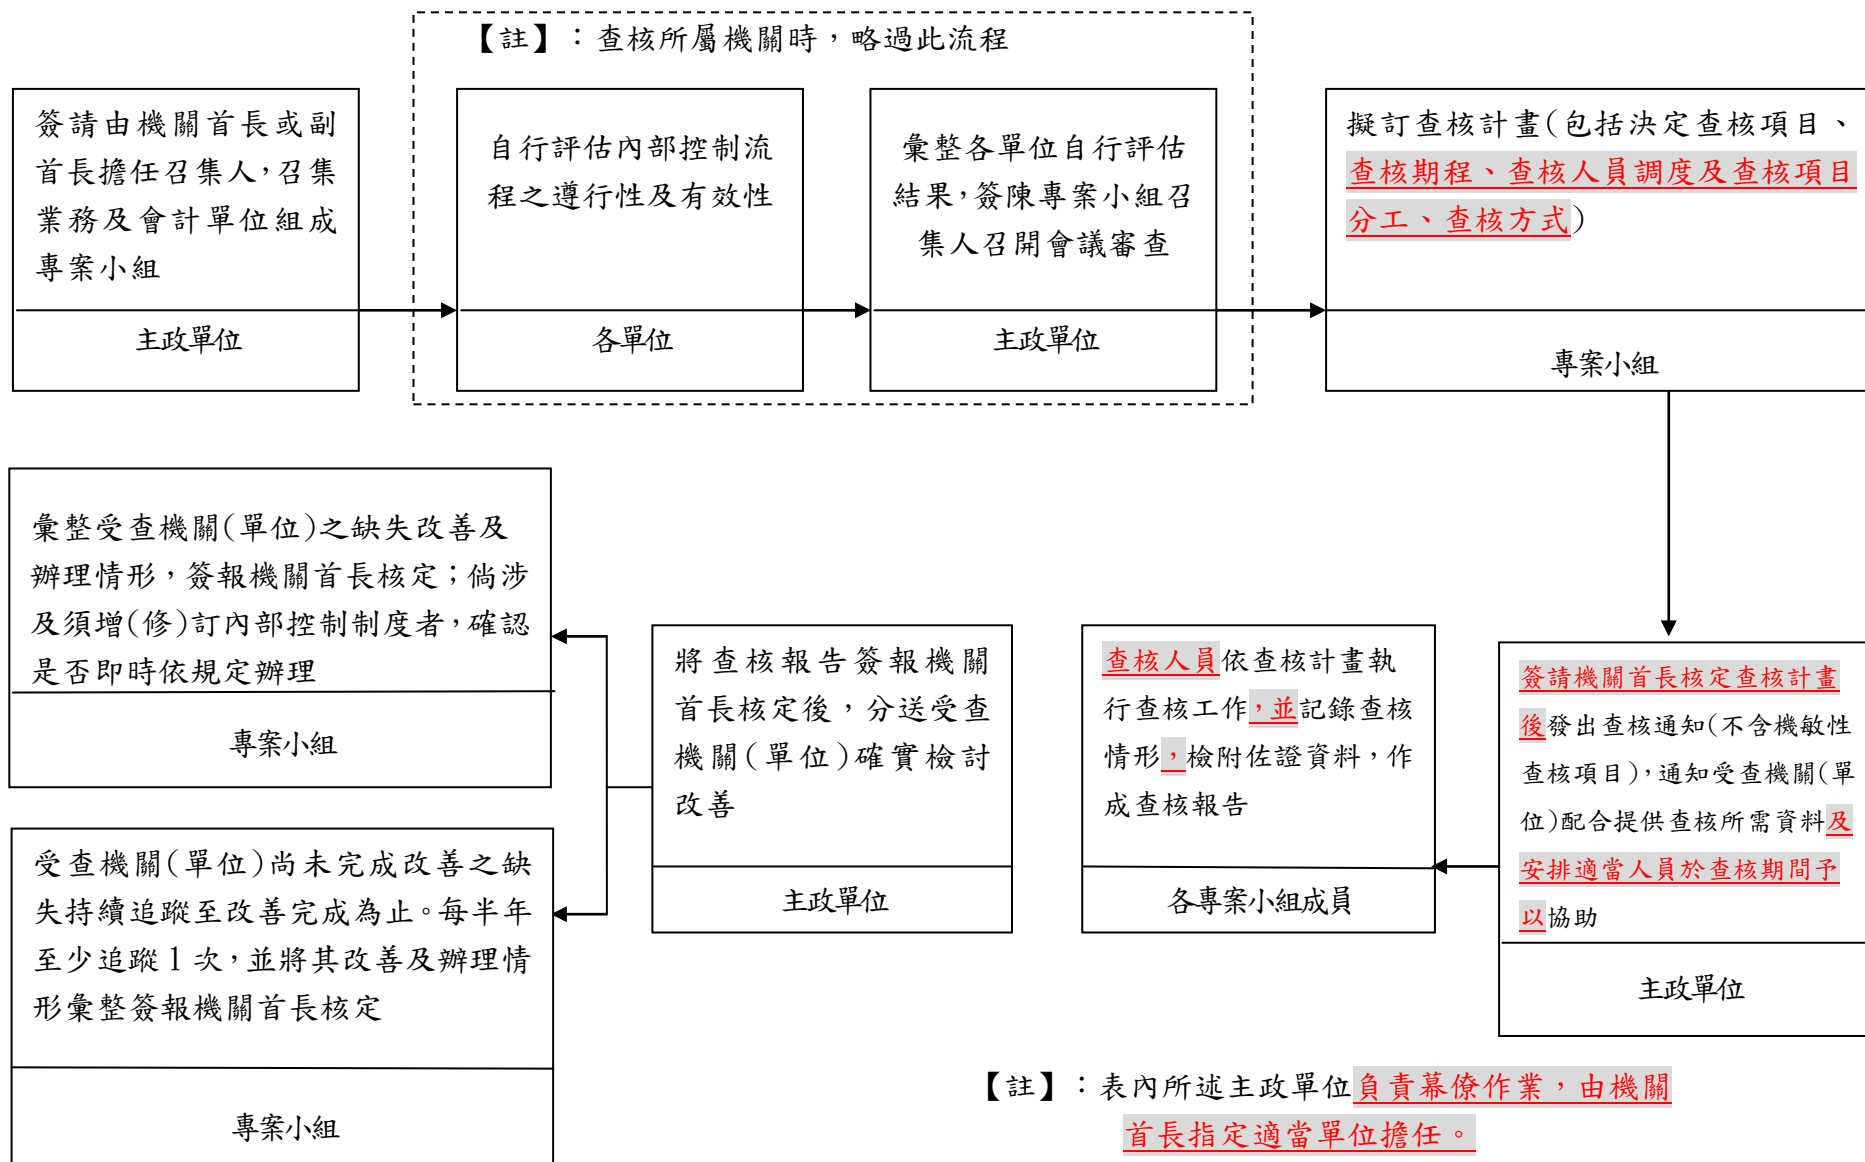 【註】：查核所屬機關時，略過此流程
簽請由機關首長或副
首長擔任召集人，召集
業務及會計單位組成
專案小組
主政單位
自行評估內部控制流
程之遵行性及有效性
各單位
彙整各單位自行評估
結果，簽陳專案小組召
集人召開會議審查
主政單位
擬訂查核計畫(包括決定查核項目、
查核期程、查核人員調度及查核項目
分工、查核方式)
專案小組
簽請機關首長核定查核計畫
後發出查核通知(不含機敏性
查核項目)，通知受查機關(單
位)配合提供查核所需資料及
安排適當人員於查核期間予
以協助
主政單位
查核人員依查核計畫執
行查核工作，並記錄查核
情形，檢附佐證資料，作
成查核報告
各專案小組成員
將查核報告簽報機關
首長核定後，分送受查
機關(單位)確實檢討
改善
主政單位
彙整受查機關(單位)之缺失改善及
辦理情形，簽報機關首長核定；倘涉
及須增(修)訂內部控制制度者，確認
是否即時依規定辦理
專案小組
受查機關(單位)尚未完成改善之缺
失持續追蹤至改善完成為止。每半年
至少追蹤1次，並將其改善及辦理情
形彙整簽報機關首長核定
專案小組
【註】：表內所述主政單位負責幕僚作業，由機關
首長指定適當單位擔任。